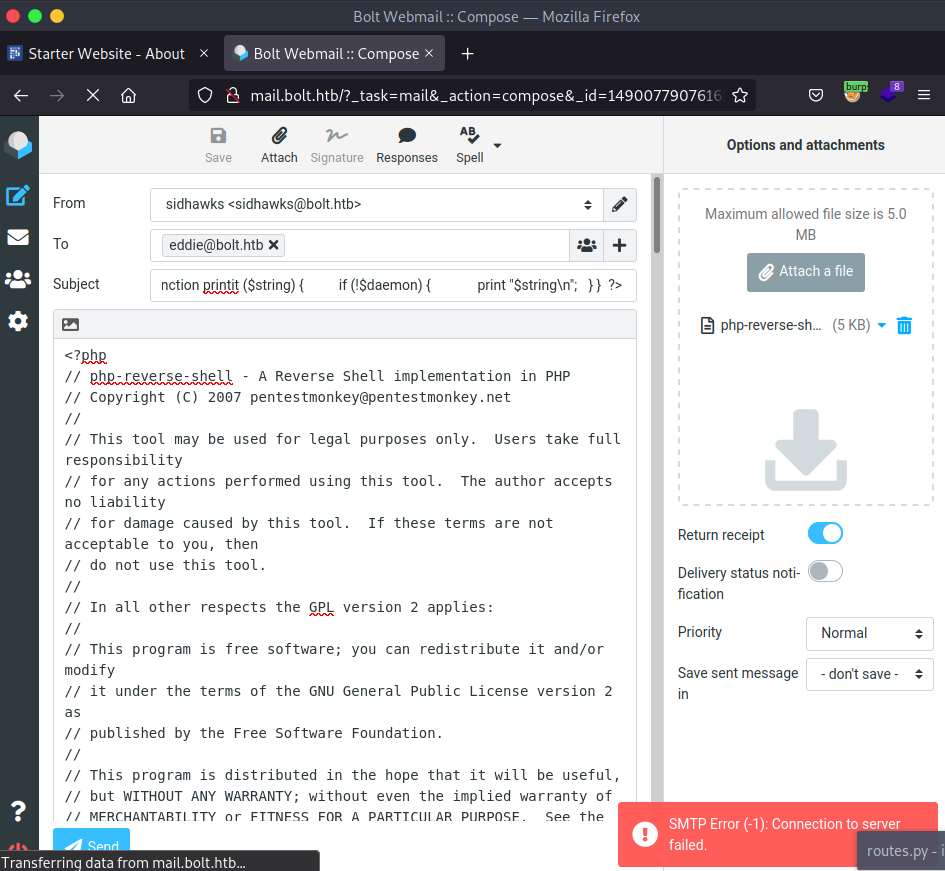 Bolt Webmail :: Compose — Mozilla Firefox
Starter Website - About
Bolt Webmail :: Compose
mail.bolt.htb/?_task=mail&_action=compose&_id=1490077907616
burp
8
Save
Attach
Signature
Responses
AB
Spell
Options and attachments
From
sidhawks <sidhawks@bolt.htb>
To
eddie@bolt.htb
Subject
nction printit ($string) { if (!$daemon) { print "$string\n"; } } ?>
<?php
// php-reverse-shell - A Reverse Shell implementation in PHP
// Copyright (C) 2007 pentestmonkey@pentestmonkey.net
//
// This tool may be used for legal purposes only.  Users take full
responsibility
// for any actions performed using this tool.  The author accepts
no liability
// for damage caused by this tool.  If these terms are not
acceptable to you, then
// do not use this tool.
//
// In all other respects the GPL version 2 applies:
//
// This program is free software; you can redistribute it and/or
modify
// it under the terms of the GNU General Public License version 2
as
// published by the Free Software Foundation.
//
// This program is distributed in the hope that it will be useful,
// but WITHOUT ANY WARRANTY; without even the implied warranty of
// MERCHANTABILITY or FITNESS FOR A PARTICULAR PURPOSE.  See the
Send
Transferring data from mail.bolt.htb...
Maximum allowed file size is 5.0
MB
Attach a file
php-reverse-sh... (5 KB)
Return receipt
Delivery status noti-
fication
Priority
Normal
Save sent message
in
- don't save -
SMTP Error (-1): Connection to server
failed.
routes.py - i